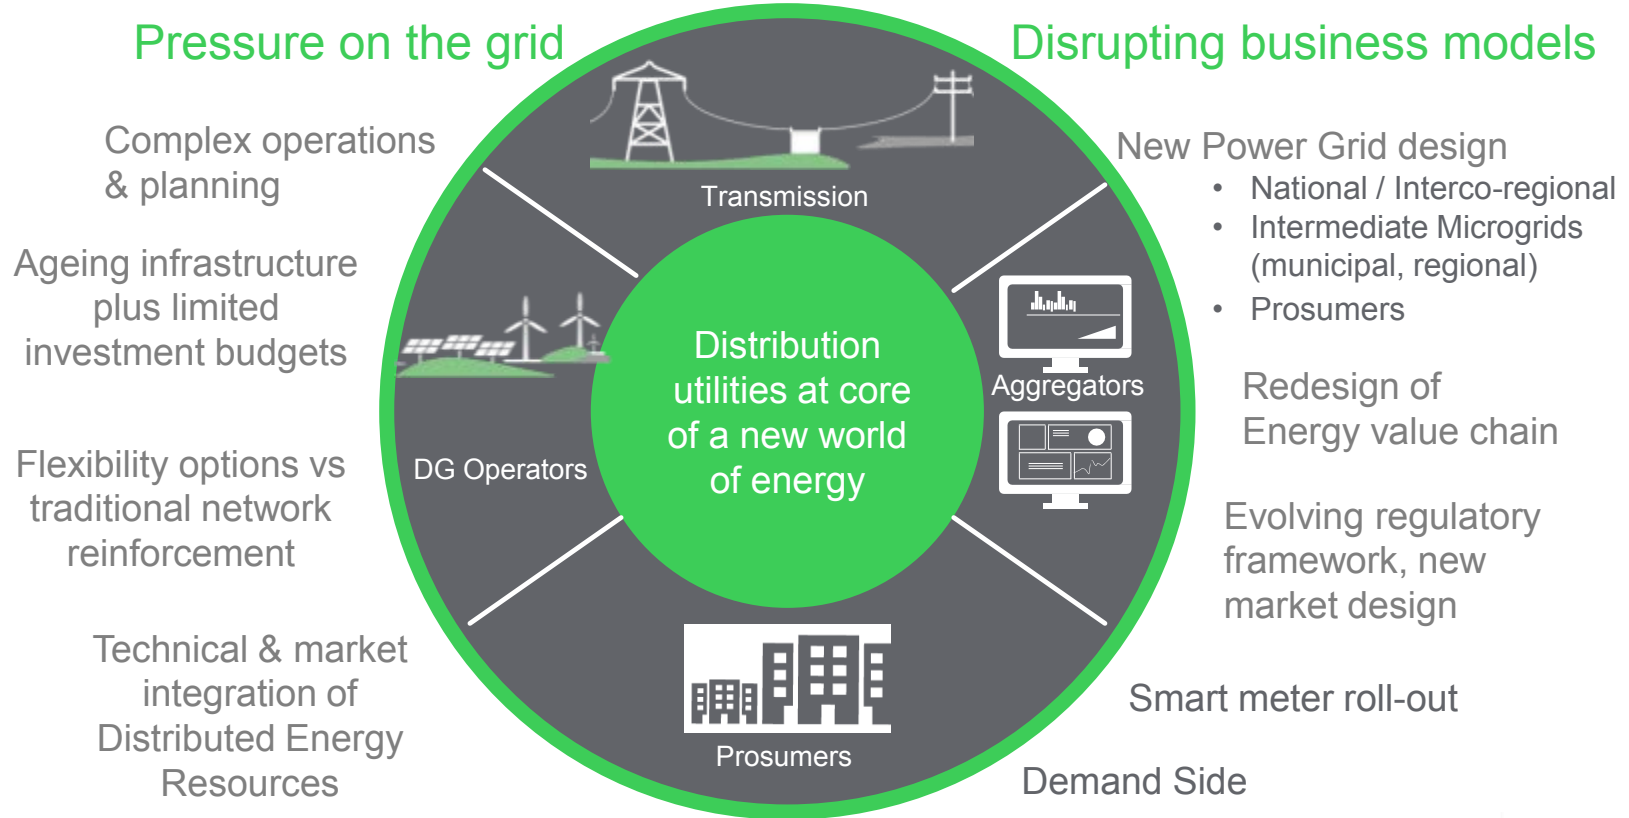 Pressure on the grid
Complex operations
& planning
Ageing infrastructure
plus limited
investment budgets
Flexibility options vs
traditional network
reinforcement
Technical & market
integration of
Distributed Energy
Resources
Transmission
DG Operators
Distribution
utilities at core
of a new world
of energy
Aggregators
Prosumers
Disrupting business models
New Power Grid design
• National / Interco-regional
• Intermediate Microgrids
(municipal, regional)
• Prosumers
Redesign of
Energy value chain
Evolving regulatory
framework, new
market design
Smart meter roll-out
Demand Side